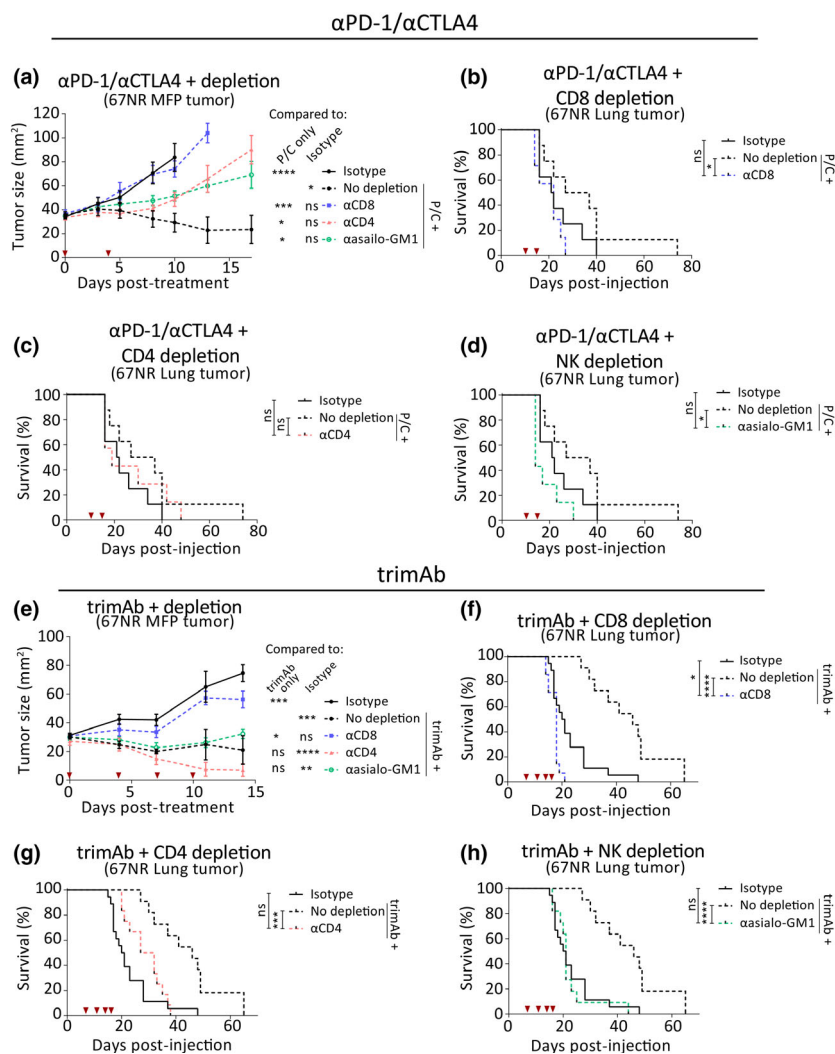 αPD-1/αCTLA4
(a)
αPD-1/αCTLA4 + depletion
(67NR MFP tumor)
Tumor size (mm²)
120
100
80
60
40
20
0
0
5
10
15
Days post-treatment
Compared to:
P/C only
Isotype
**** Isotype
* No depletion
*** ns αCD8
* ns αCD4
* ns αasailo-GM1
P/C +
(b)
αPD-1/αCTLA4 +
CD8 depletion
(67NR Lung tumor)
Survival (%)
100
80
60
40
20
0
0 20 40 60 80
Days post-injection
ns
*
Isotype
No depletion
αCD8
P/C +
(c)
αPD-1/αCTLA4 +
CD4 depletion
(67NR Lung tumor)
Survival (%)
100
80
60
40
20
0
0 20 40 60 80
Days post-injection
ns
ns
Isotype
No depletion
αCD4
P/C +
(d)
αPD-1/αCTLA4 +
NK depletion
(67NR Lung tumor)
Survival (%)
100
80
60
40
20
0
0 20 40 60 80
Days post-injection
ns
*
Isotype
No depletion
αasialo-GM1
P/C +
trimAb
(e)
trimAb + depletion
(67NR MFP tumor)
Tumor size (mm²)
100
80
60
40
20
0
0 5 10 15
Days post-treatment
Compared to:
trimAb
only
Isotype
*** Isotype
*** No depletion
* ns αCD8
ns **** αCD4
ns ** αasialo-GM1
trimAb +
(f)
trimAb + CD8 depletion
(67NR Lung tumor)
Survival (%)
100
80
60
40
20
0
0 20 40 60
Days post-injection
*
****
Isotype
No depletion
αCD8
trimAb +
(g)
trimAb + CD4 depletion
(67NR Lung tumor)
Survival (%)
100
80
60
40
20
0
0 20 40 60
Days post-injection
ns
***
Isotype
No depletion
αCD4
trimAb +
(h)
trimAb + NK depletion
(67NR Lung tumor)
Survival (%)
100
80
60
40
20
0
0 20 40 60
Days post-injection
ns
****
Isotype
No depletion
αasialo-GM1
trimAb +